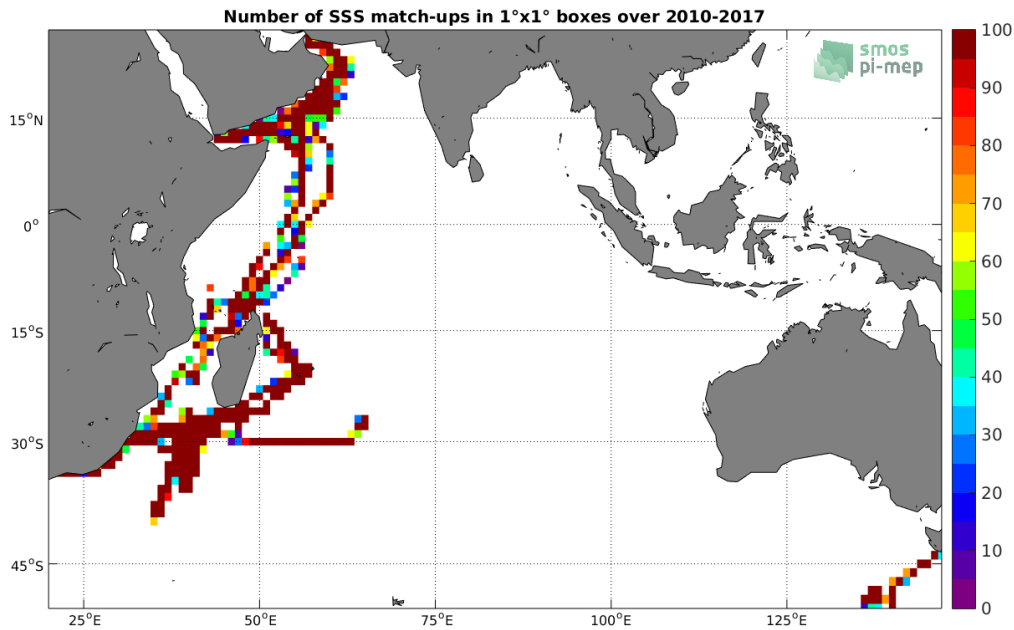 Number of SSS match-ups in 1°x1° boxes over 2010-2017
smos
pi-mep
15°N
0°
15°S
30°S
45°S
25°E
50°E
75°E
100°E
125°E
100
90
80
70
60
50
40
30
20
10
0